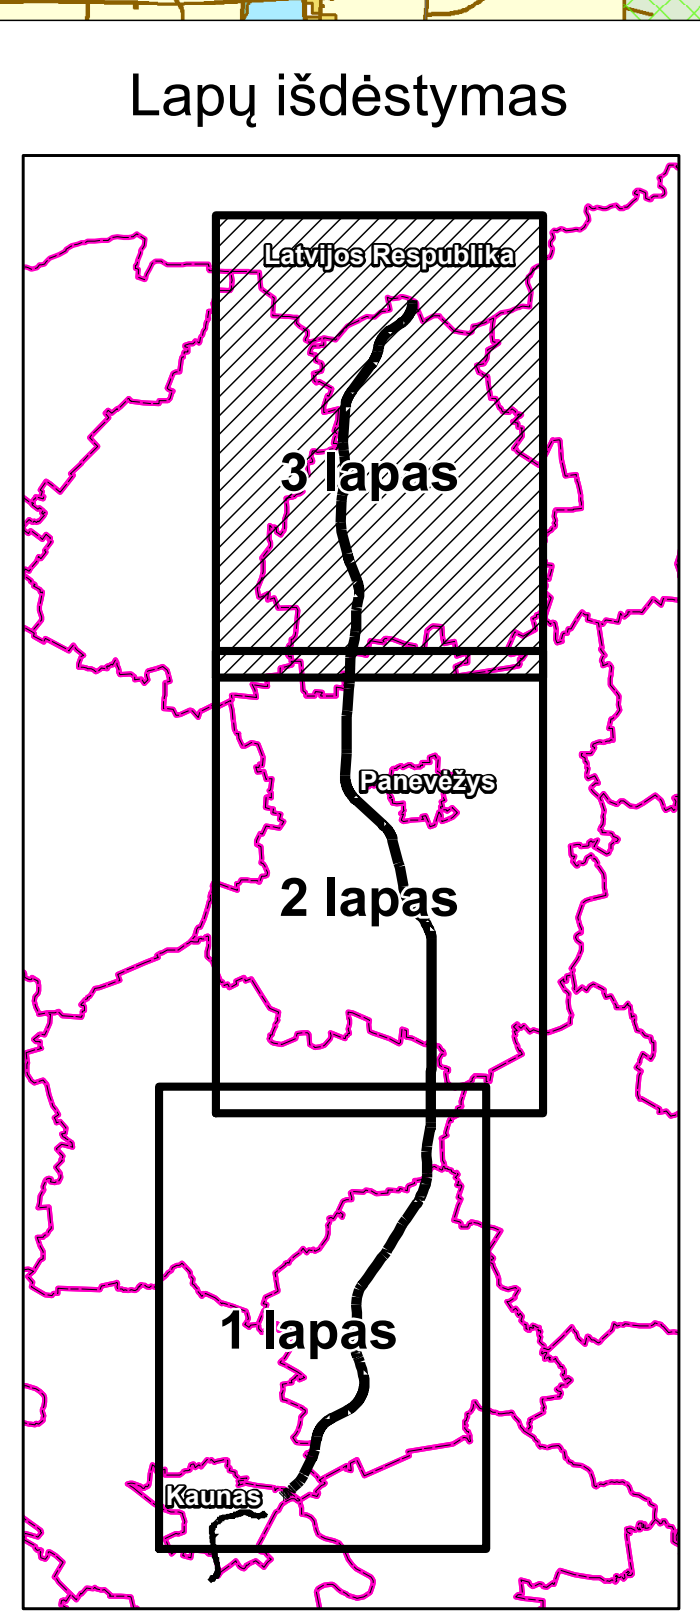 Lapų išdėstymas
Latvijos Respublika
3 lapas
Panevėžys
2 lapas
1 lapas
Kaunas